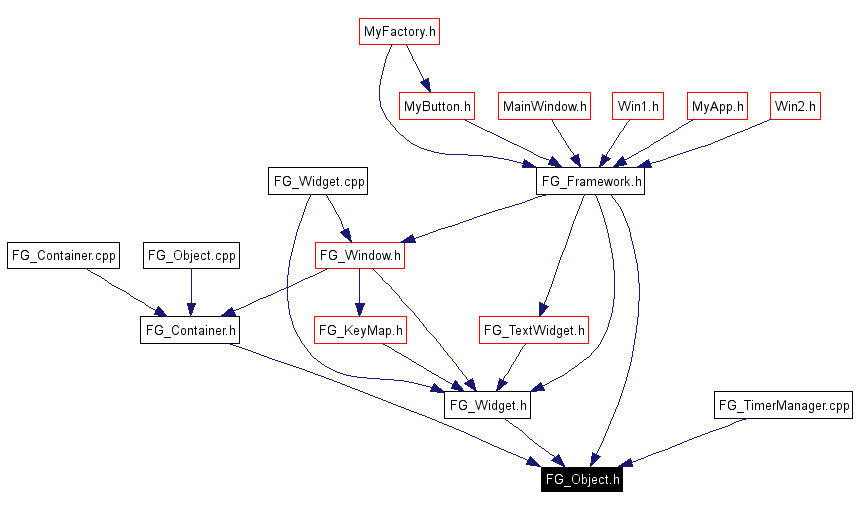 MyFactory.h
MyButton.h
MainWindow.h
Win1.h
MyApp.h
Win2.h
FG_Widget.cpp
FG_Framework.h
FG_Container.cpp
FG_Object.cpp
FG_Window.h
FG_Container.h
FG_KeyMap.h
FG_TextWidget.h
FG_Widget.h
FG_TimerManager.cpp
FG_Object.h